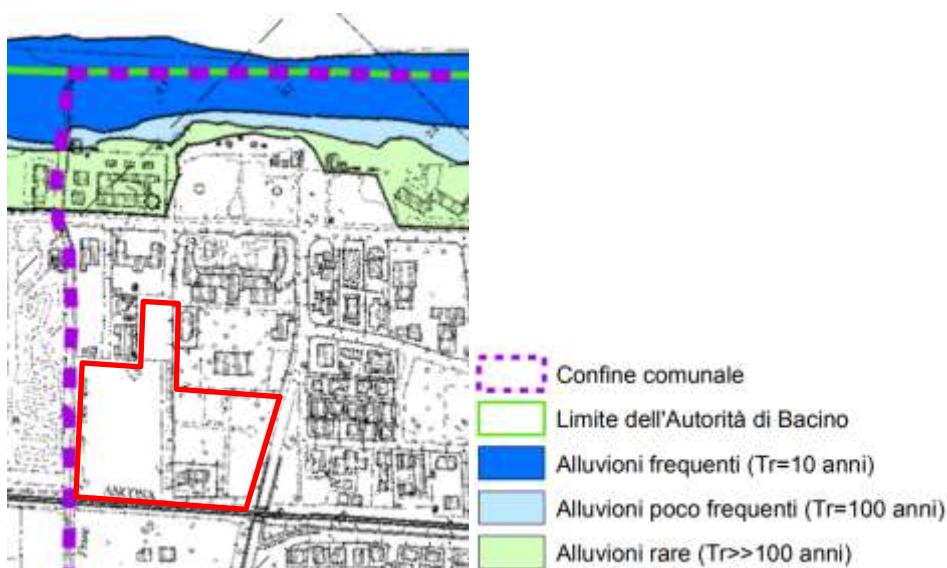 ANCONA
Confine comunale
Limite dell'Autorità di Bacino
Alluvioni frequenti (Tr=10 anni)
Alluvioni poco frequenti (Tr=100 anni)
Alluvioni rare (Tr>>100 anni)